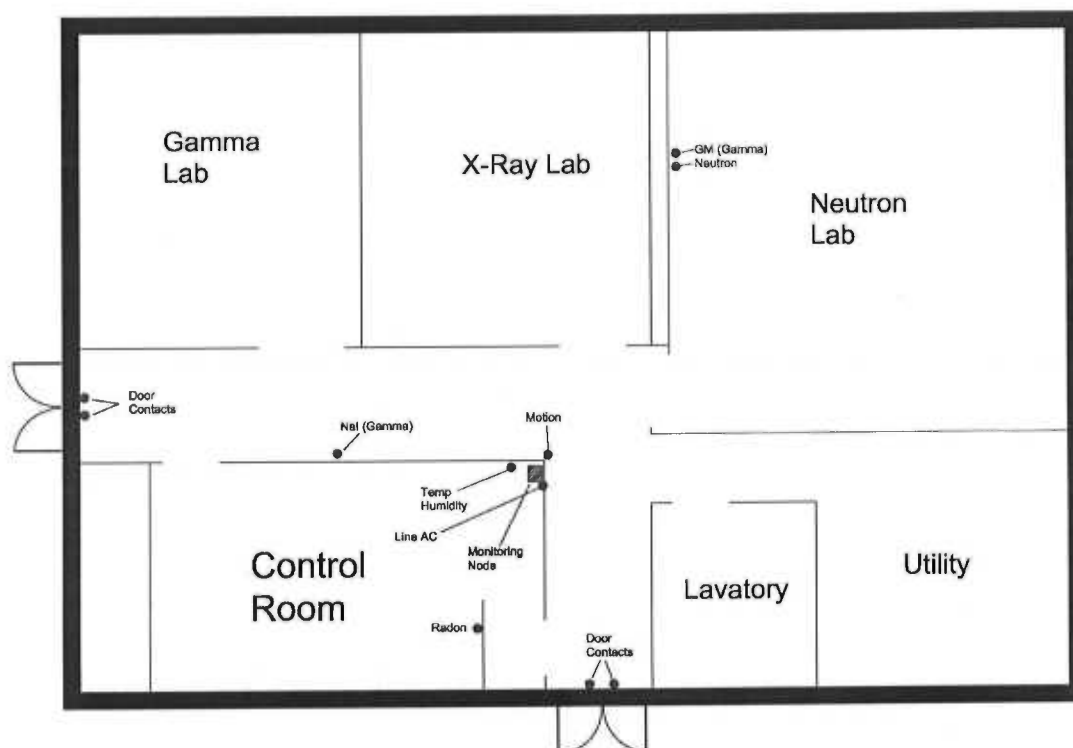 Gamma
Lab
X-Ray Lab
GM (Gamma)
Neutron
Neutron
Lab
Door
Contacts
NaI (Gamma)
Motion
Temp
Humidity
Line AC
Monitoring
Node
Control
Room
Radon
Door
Contacts
Lavatory
Utility